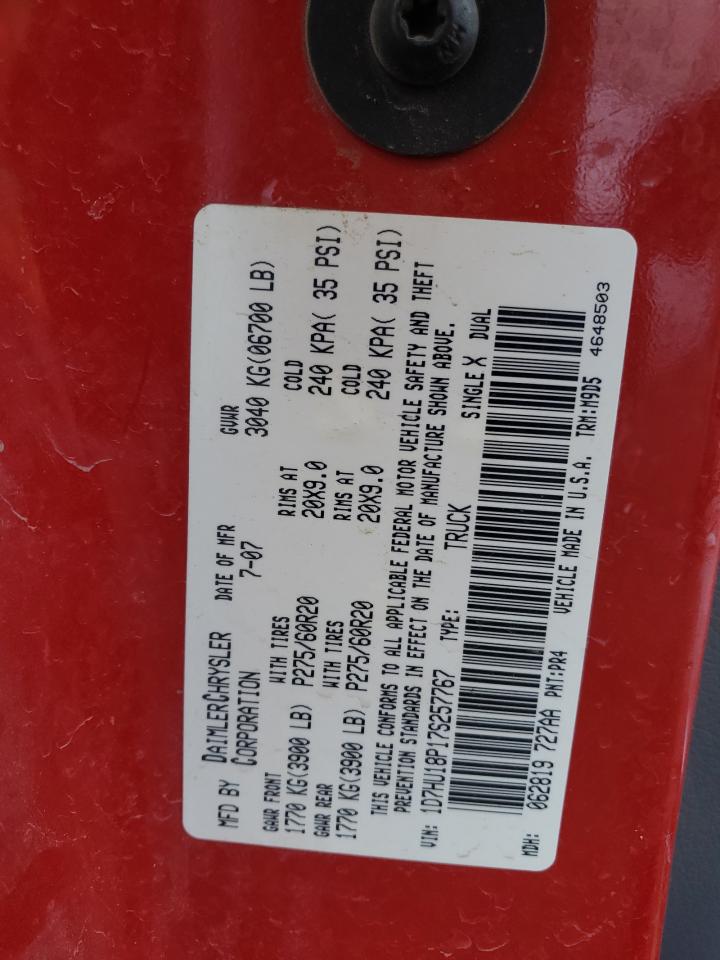 MFD BY DAIMLERCHRYSLER CORPORATION DATE OF MFR 7-07 GVWR 3040 KG(06700 LB)
GAWR FRONT WITH TIRES RIMS AT COLD
1770 KG(3900 LB) P275/60R20 20X9.0 240 KPA( 35 PSI)
GAWR REAR WITH TIRES RIMS AT COLD
1770 KG(3900 LB) P275/60R20 20X9.0 240 KPA( 35 PSI)
THIS VEHICLE CONFORMS TO ALL APPLICABLE FEDERAL MOTOR VEHICLE SAFETY AND THEFT
PREVENTION STANDARDS IN EFFECT ON THE DATE OF MANUFACTURE SHOWN ABOVE.
VIN: 1D7HU18P17S257767 TYPE: TRUCK SINGLE X DUAL
MDH: 062819 727AA PNT:PR4 VEHICLE MADE IN U.S.A. TRM:M9D5 4648503